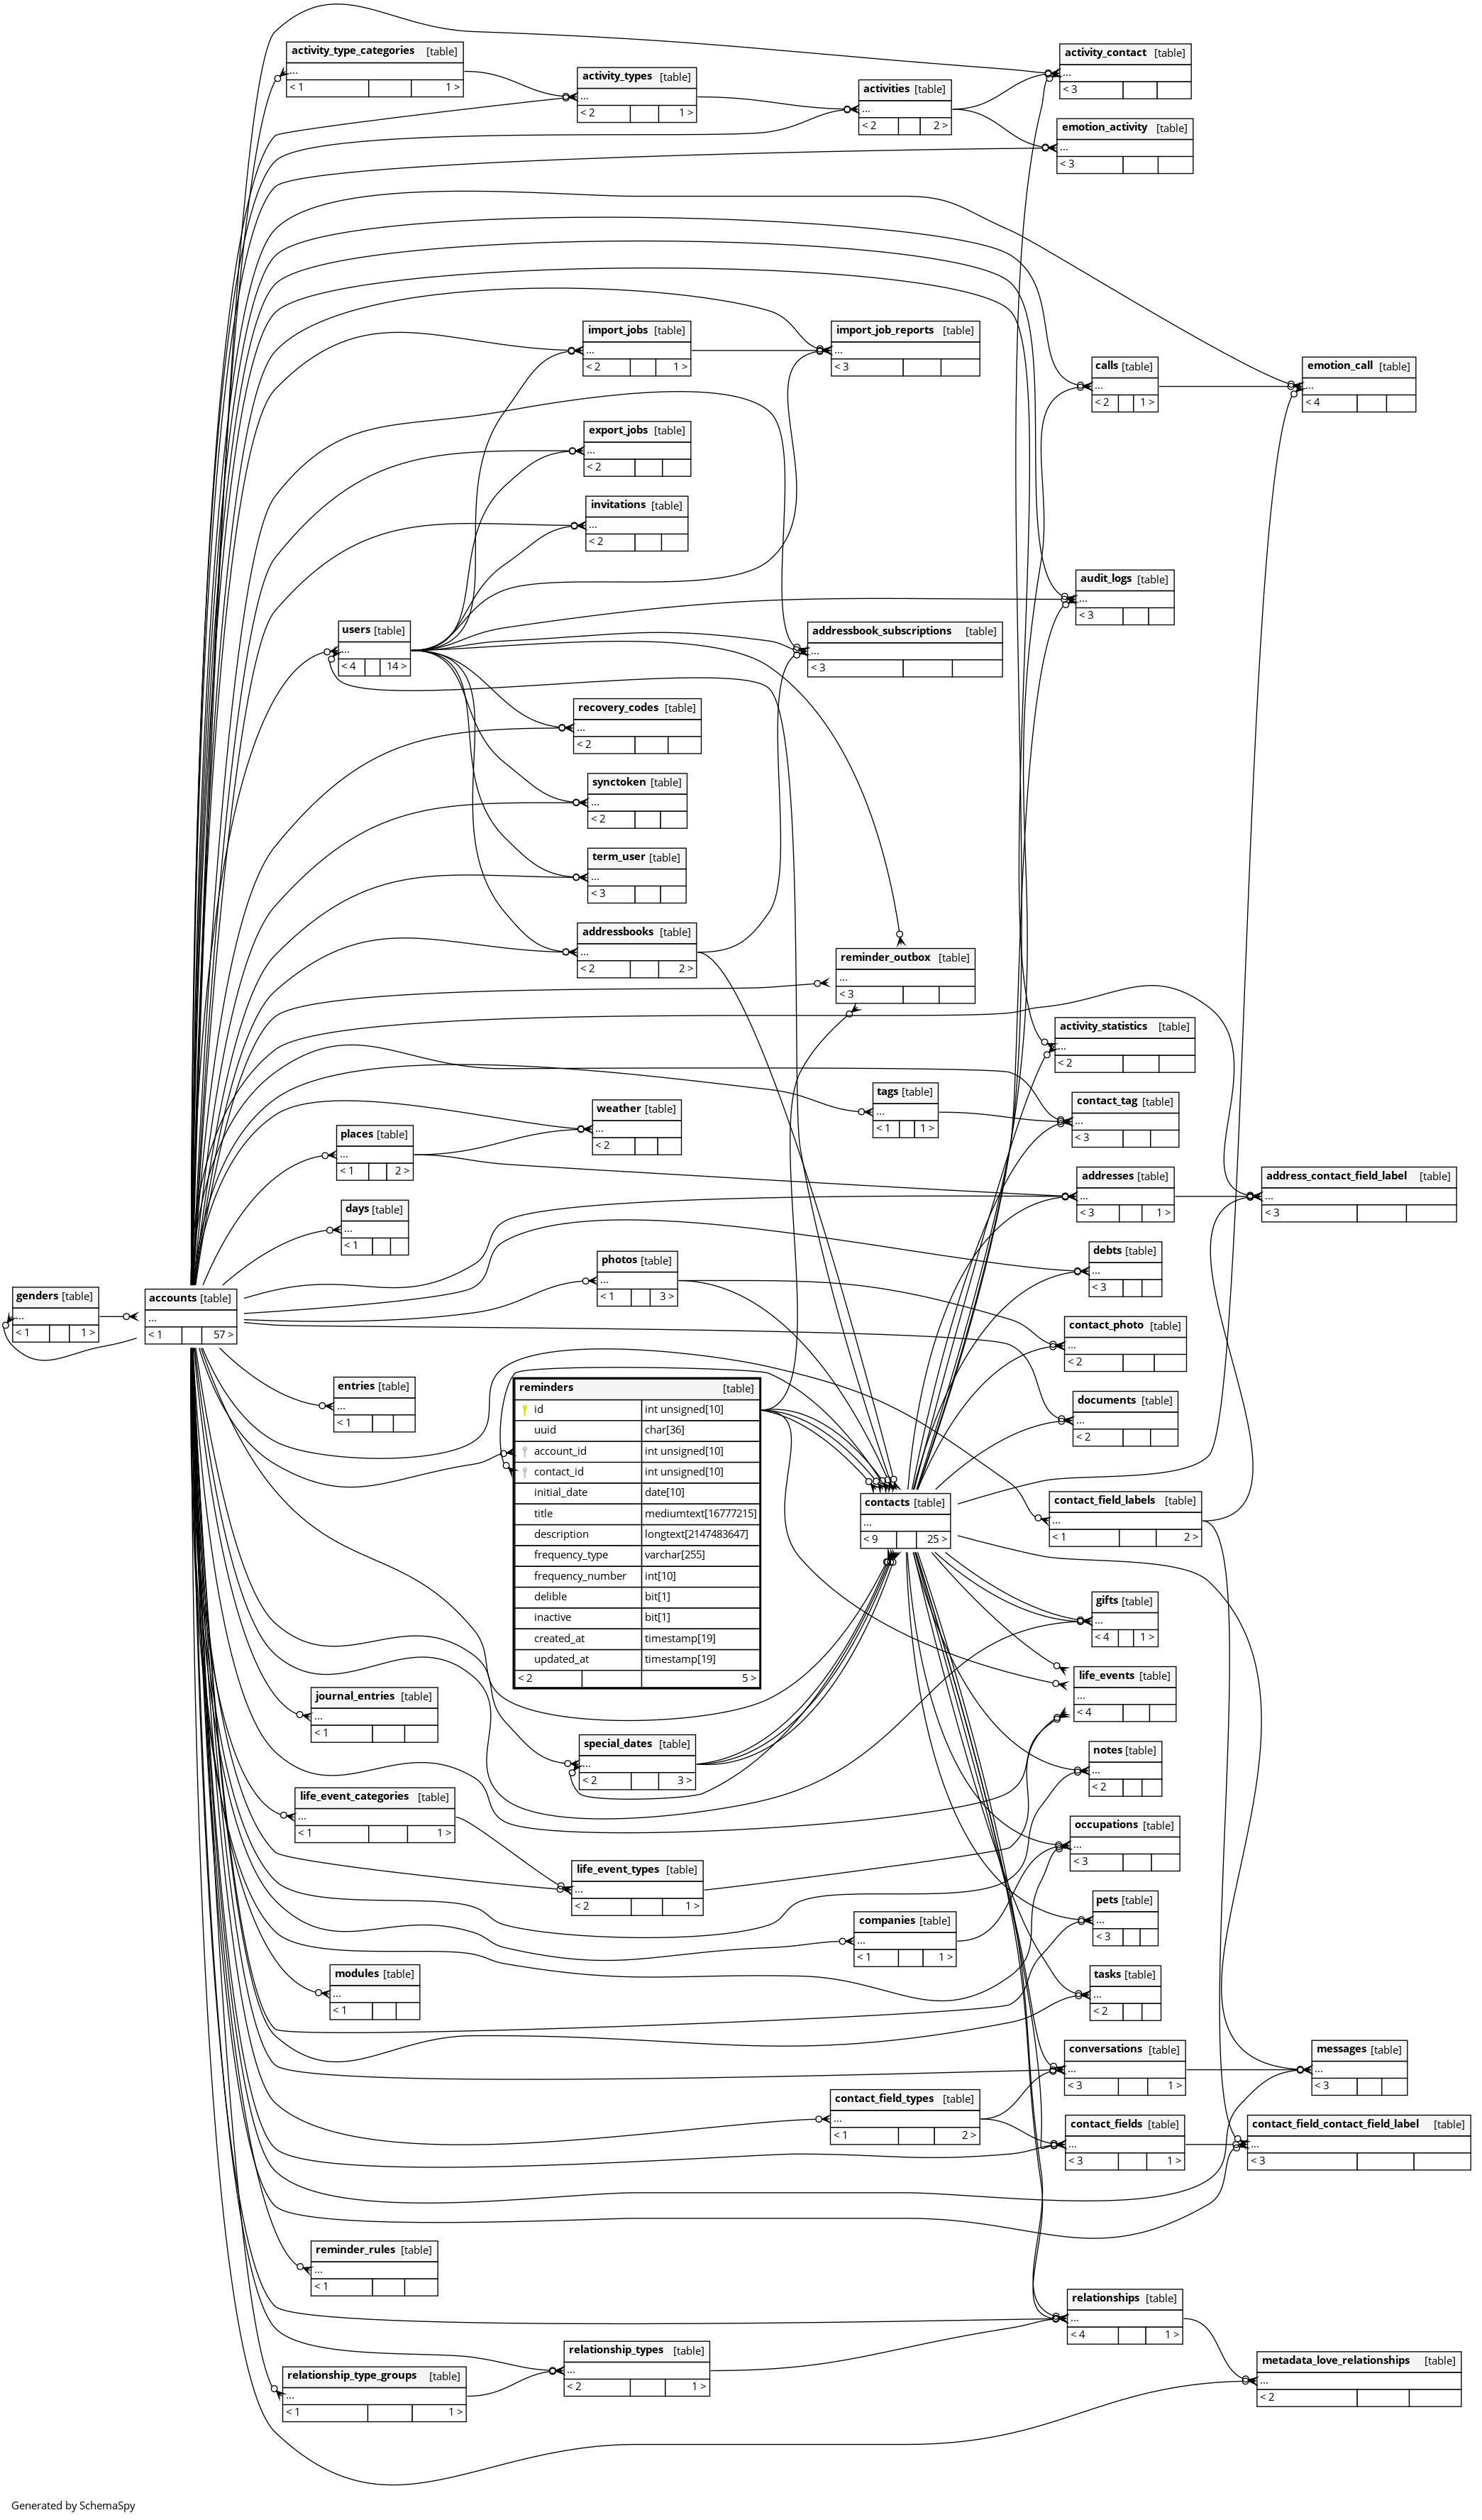 activity_type_categories [table]
...
< 1 1 >
activity_contact [table]
...
< 3
activity_types [table]
...
< 2 1 >
activities [table]
...
< 2 2 >
emotion_activity [table]
...
< 3
import_jobs [table]
...
< 2 1 >
import_job_reports [table]
...
< 3
calls [table]
...
< 2 1 >
emotion_call [table]
...
< 4
export_jobs [table]
...
< 2
invitations [table]
...
< 2
audit_logs [table]
...
< 3
users [table]
...
< 4 14 >
addressbook_subscriptions [table]
...
< 3
recovery_codes [table]
...
< 2
synctoken [table]
...
< 2
term_user [table]
...
< 3
addressbooks [table]
...
< 2 2 >
reminder_outbox [table]
...
< 3
activity_statistics [table]
...
< 2
tags [table]
...
< 1 1 >
contact_tag [table]
...
< 3
weather [table]
...
< 2
places [table]
...
< 1 2 >
addresses [table]
...
< 3 1 >
address_contact_field_label [table]
...
< 3
days [table]
...
< 1
debts [table]
...
< 3
photos [table]
...
< 1 3 >
genders [table]
...
< 1 1 >
accounts [table]
...
< 1 57 >
contact_photo [table]
...
< 2
entries [table]
...
< 1
documents [table]
...
< 2
reminders [table]
id int unsigned[10]
uuid char[36]
account_id int unsigned[10]
contact_id int unsigned[10]
initial_date date[10]
title mediumtext[16777215]
description longtext[2147483647]
frequency_type varchar[255]
frequency_number int[10]
delible bit[1]
inactive bit[1]
created_at timestamp[19]
updated_at timestamp[19]
< 2 5 >
contacts [table]
...
< 9 25 >
contact_field_labels [table]
...
< 1 2 >
gifts [table]
...
< 4 1 >
life_events [table]
...
< 4
journal_entries [table]
...
< 1
special_dates [table]
...
< 2 3 >
notes [table]
...
< 2
life_event_categories [table]
...
< 1 1 >
occupations [table]
...
< 3
life_event_types [table]
...
< 2 1 >
pets [table]
...
< 3
companies [table]
...
< 1 1 >
modules [table]
...
< 1
tasks [table]
...
< 2
conversations [table]
...
< 3 1 >
messages [table]
...
< 3
contact_field_types [table]
...
< 1 2 >
contact_fields [table]
...
< 3 1 >
contact_field_contact_field_label [table]
...
< 3
reminder_rules [table]
...
< 1
relationships [table]
...
< 4 1 >
relationship_types [table]
...
< 2 1 >
relationship_type_groups [table]
...
< 1 1 >
metadata_love_relationships [table]
...
< 2
Generated by SchemaSpy